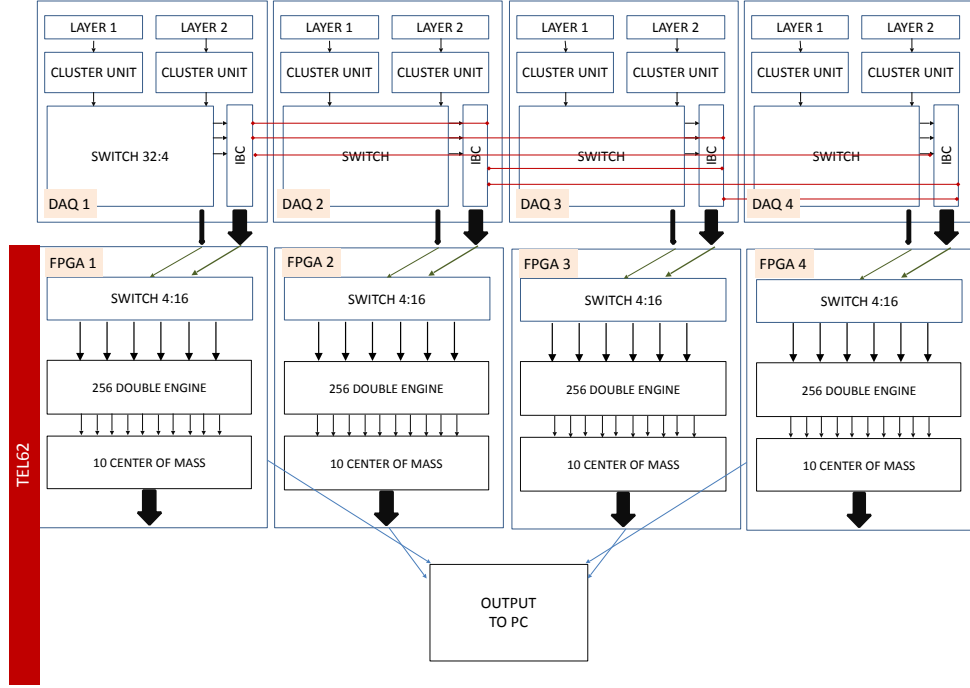 LAYER 1
LAYER 2
LAYER 1
LAYER 2
LAYER 1
LAYER 2
LAYER 1
LAYER 2
CLUSTER UNIT
CLUSTER UNIT
CLUSTER UNIT
CLUSTER UNIT
CLUSTER UNIT
CLUSTER UNIT
CLUSTER UNIT
CLUSTER UNIT
SWITCH 32:4
IBC
SWITCH
IBC
SWITCH
IBC
SWITCH
IBC
DAQ 1
DAQ 2
DAQ 3
DAQ 4
TEL62
FPGA 1
FPGA 2
FPGA 3
FPGA 4
SWITCH 4:16
SWITCH 4:16
SWITCH 4:16
SWITCH 4:16
256 DOUBLE ENGINE
256 DOUBLE ENGINE
256 DOUBLE ENGINE
256 DOUBLE ENGINE
10 CENTER OF MASS
10 CENTER OF MASS
10 CENTER OF MASS
10 CENTER OF MASS
OUTPUT
TO PC